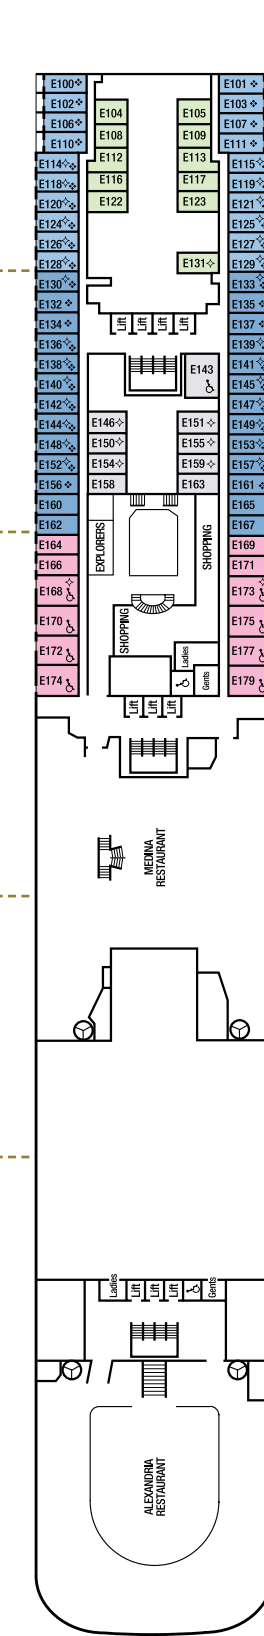 E100 E101
E102 E103
E104 E105
E106 E107
E108 E109
E110 E111
E112 E113
E114 E115
E116 E117
E118 E119
E120 E121
E122 E123
E124 E125
E126 E127
E128 E131 E129
E130 E133
E132 E135
E134 E137
Lift Lift Lift Lift
E136 E139
E138 E143 E141
E140 E145
E142 E147
E144 E146 E151 E149
E148 E150 E155 E153
E152 E154 E159 E157
E156 E158 E163 E161
E160 E165
E162 E167
E164 E169
E166 E171
EXPLORERS
SHOPPING
E168 E173
E170 E175
SHOPPING
E172 E177
Ladies
E174 E179
Gents
Lift Lift Lift
MEDINA
RESTAURANT
Ladies Lift Lift Lift Gents
ALEXANDRIA
RESTAURANT